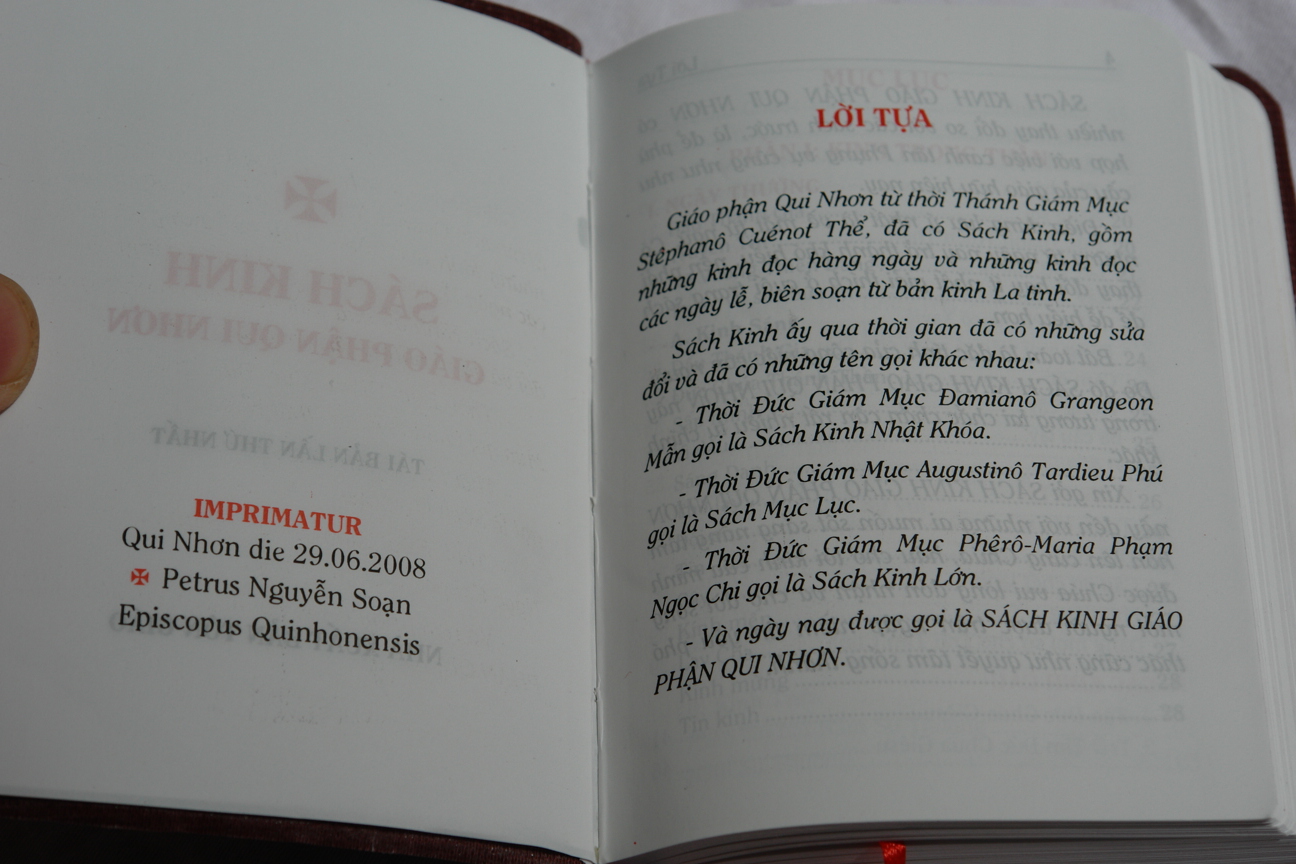 IMPRIMATUR
Qui Nhơn die 29.06.2008
✠ Petrus Nguyễn Soạn
Episcopus Quinhonensis
LỜI TỰA
Giáo phận Qui Nhơn từ thời Thánh Giám Mục
Stêphanô Cuénot Thể, đã có Sách Kinh, gồm
những kinh đọc hàng ngày và những kinh đọc
các ngày lễ, biên soạn từ bản kinh La tinh.
Sách Kinh ấy qua thời gian đã có những sửa
đổi và đã có những tên gọi khác nhau:
- Thời Đức Giám Mục Đamianô Grangeon
Mẫn gọi là Sách Kinh Nhật Khóa.
- Thời Đức Giám Mục Augustinô Tardieu Phú
gọi là Sách Mục Lục.
- Thời Đức Giám Mục Phêrô-Maria Phạm
Ngọc Chi gọi là Sách Kinh Lớn.
- Và ngày nay được gọi là SÁCH KINH GIÁO
PHẬN QUI NHƠN.